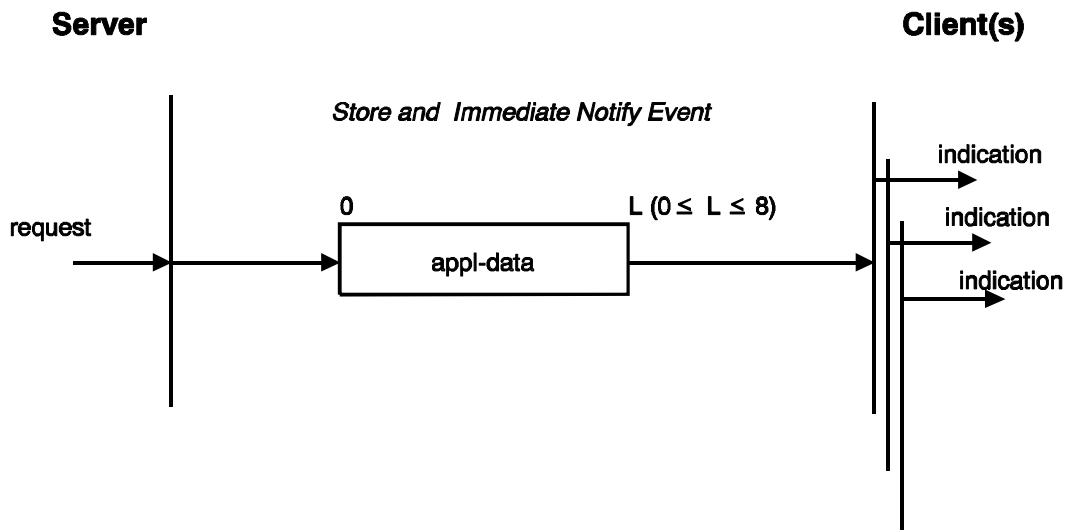 Server
Client(s)
Store and Immediate Notify Event
indication
0
L (0 ≤ L ≤ 8)
indication
request
appl-data
indication